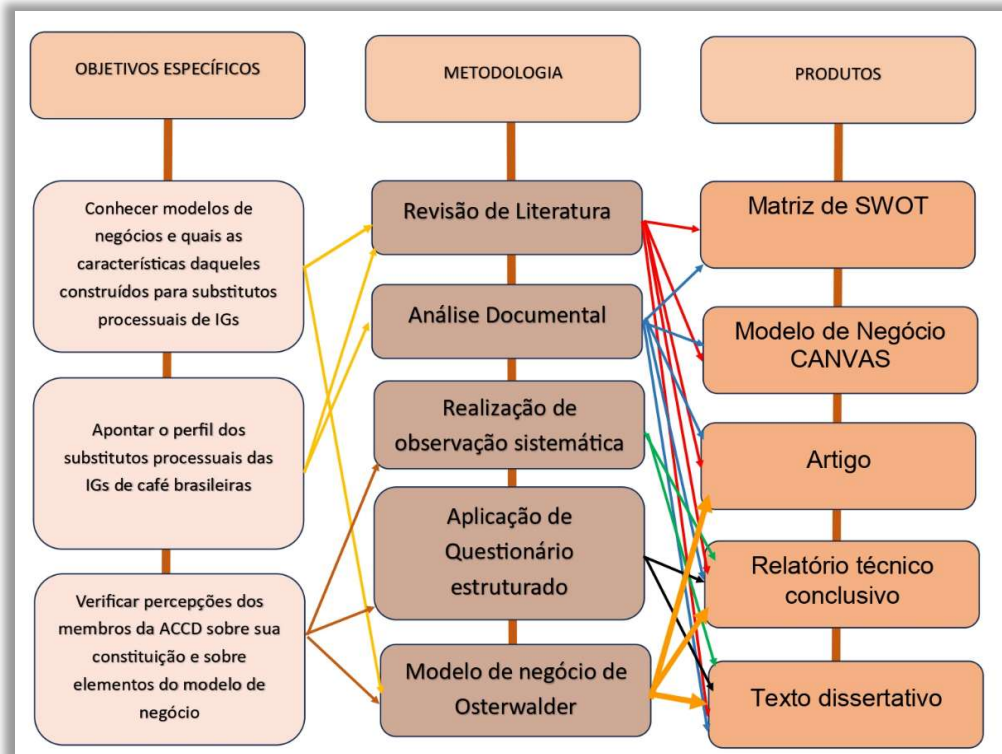 OBJETIVOS ESPECÍFICOS
Conhecer modelos de
negócios e quais as
características daqueles
construídos para substitutos
processuais de IGs
Apontar o perfil dos
substitutos processuais das
IGs de café brasileiras
Verificar percepções dos
membros da ACCD sobre sua
constituição e sobre
elementos do modelo de
negócio
METODOLOGIA
Revisão de Literatura
Análise Documental
Realização de
observação sistemática
Aplicação de
Questionário
estruturado
Modelo de negócio de
Osterwalder
PRODUTOS
Matriz de SWOT
Modelo de Negócio
CANVAS
Artigo
Relatório técnico
conclusivo
Texto dissertativo